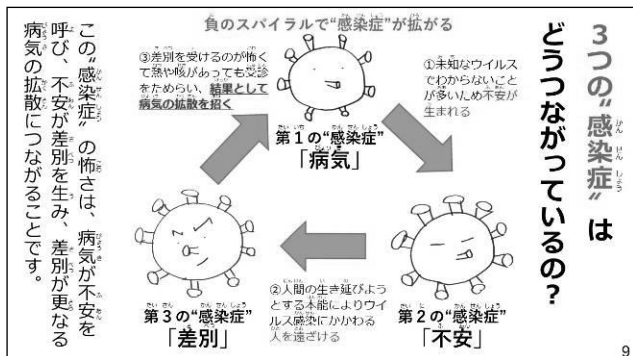 3つの“感染症”は
どうつながっているの？
負のスパイラルで“感染症”が拡がる
①未知なウイルス
でわからないこと
が多いため不安が
生まれる
③差別を受けるのが怖く
て熱や咳があっても受診
をためらい、結果として
病気の拡散を招く
第1の“感染症”
「病気」
第2の“感染症”
「不安」
②人間の生き延びよう
とする本能によりウイ
ルス感染にかかわる
人を遠ざける
第3の“感染症”
「差別」
この“感染症”の怖さは、病気が不安を
呼び、不安が差別を生み、差別が更なる
病気の拡散につながることです。
9